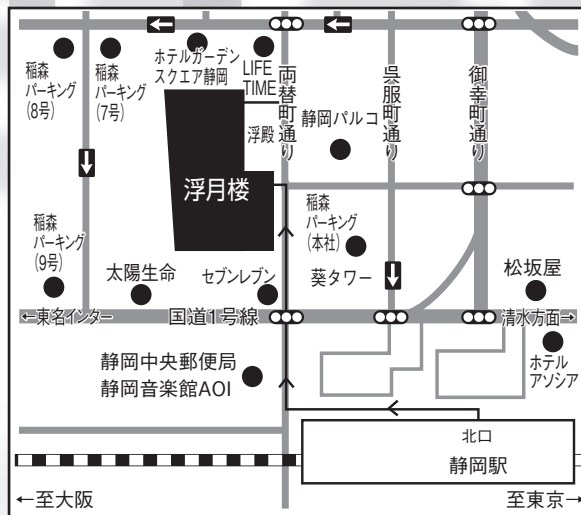 稲森
パーキング
(8号)
稲森
パーキング
(7号)
ホテルガーデン
スクエア静岡
LIFE
TIME
両替町通り
呉服町通り
御幸町通り
浮殿
静岡パルコ
浮月楼
稲森
パーキング
(9号)
稲森
パーキング
(本社)
太陽生命
セブンレブン
葵タワー
松坂屋
←東名インター
国道1号線
清水方面→
静岡中央郵便局
静岡音楽館AOI
ホテル
アソシア
北口
静岡駅
←至大阪
至東京→